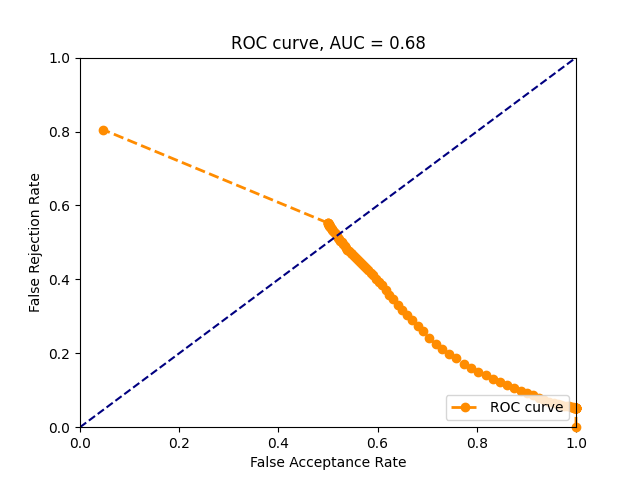 ROC curve, AUC = 0.68
1.0
0.8
0.6
0.4
0.2
0.0
False Rejection Rate
ROC curve
0.0 0.2 0.4 0.6 0.8 1.0
False Acceptance Rate